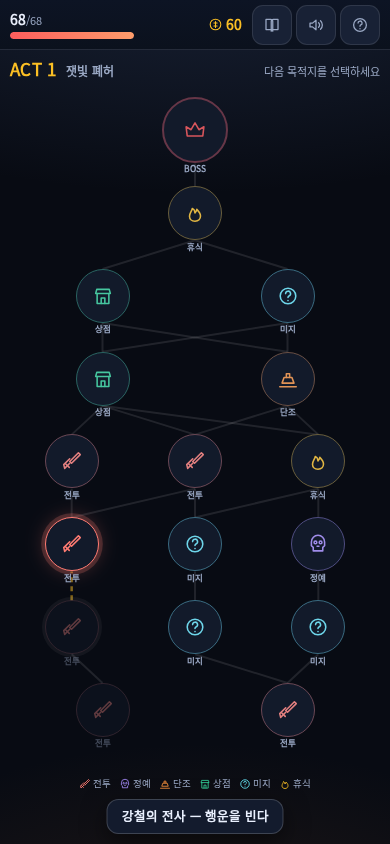 68/68
60
ACT 1 잿빛 폐허
다음 목적지를 선택하세요
BOSS
휴식
상점 미지
상점 단조
전투 전투 휴식
전투 미지 정예
전투 미지 미지
전투 전투
전투 정예 단조 상점 미지 휴식
강철의 전사 — 행운을 빈다